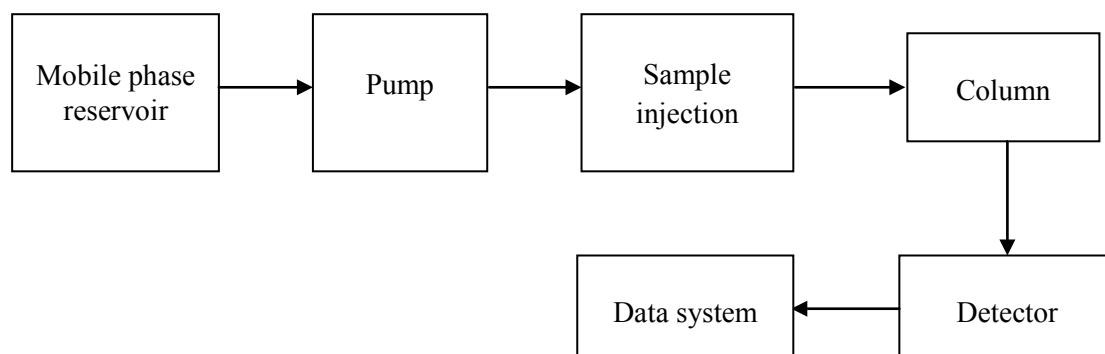 Mobile phase
reservoir
Pump
Sample
injection
Column
Detector
Data system